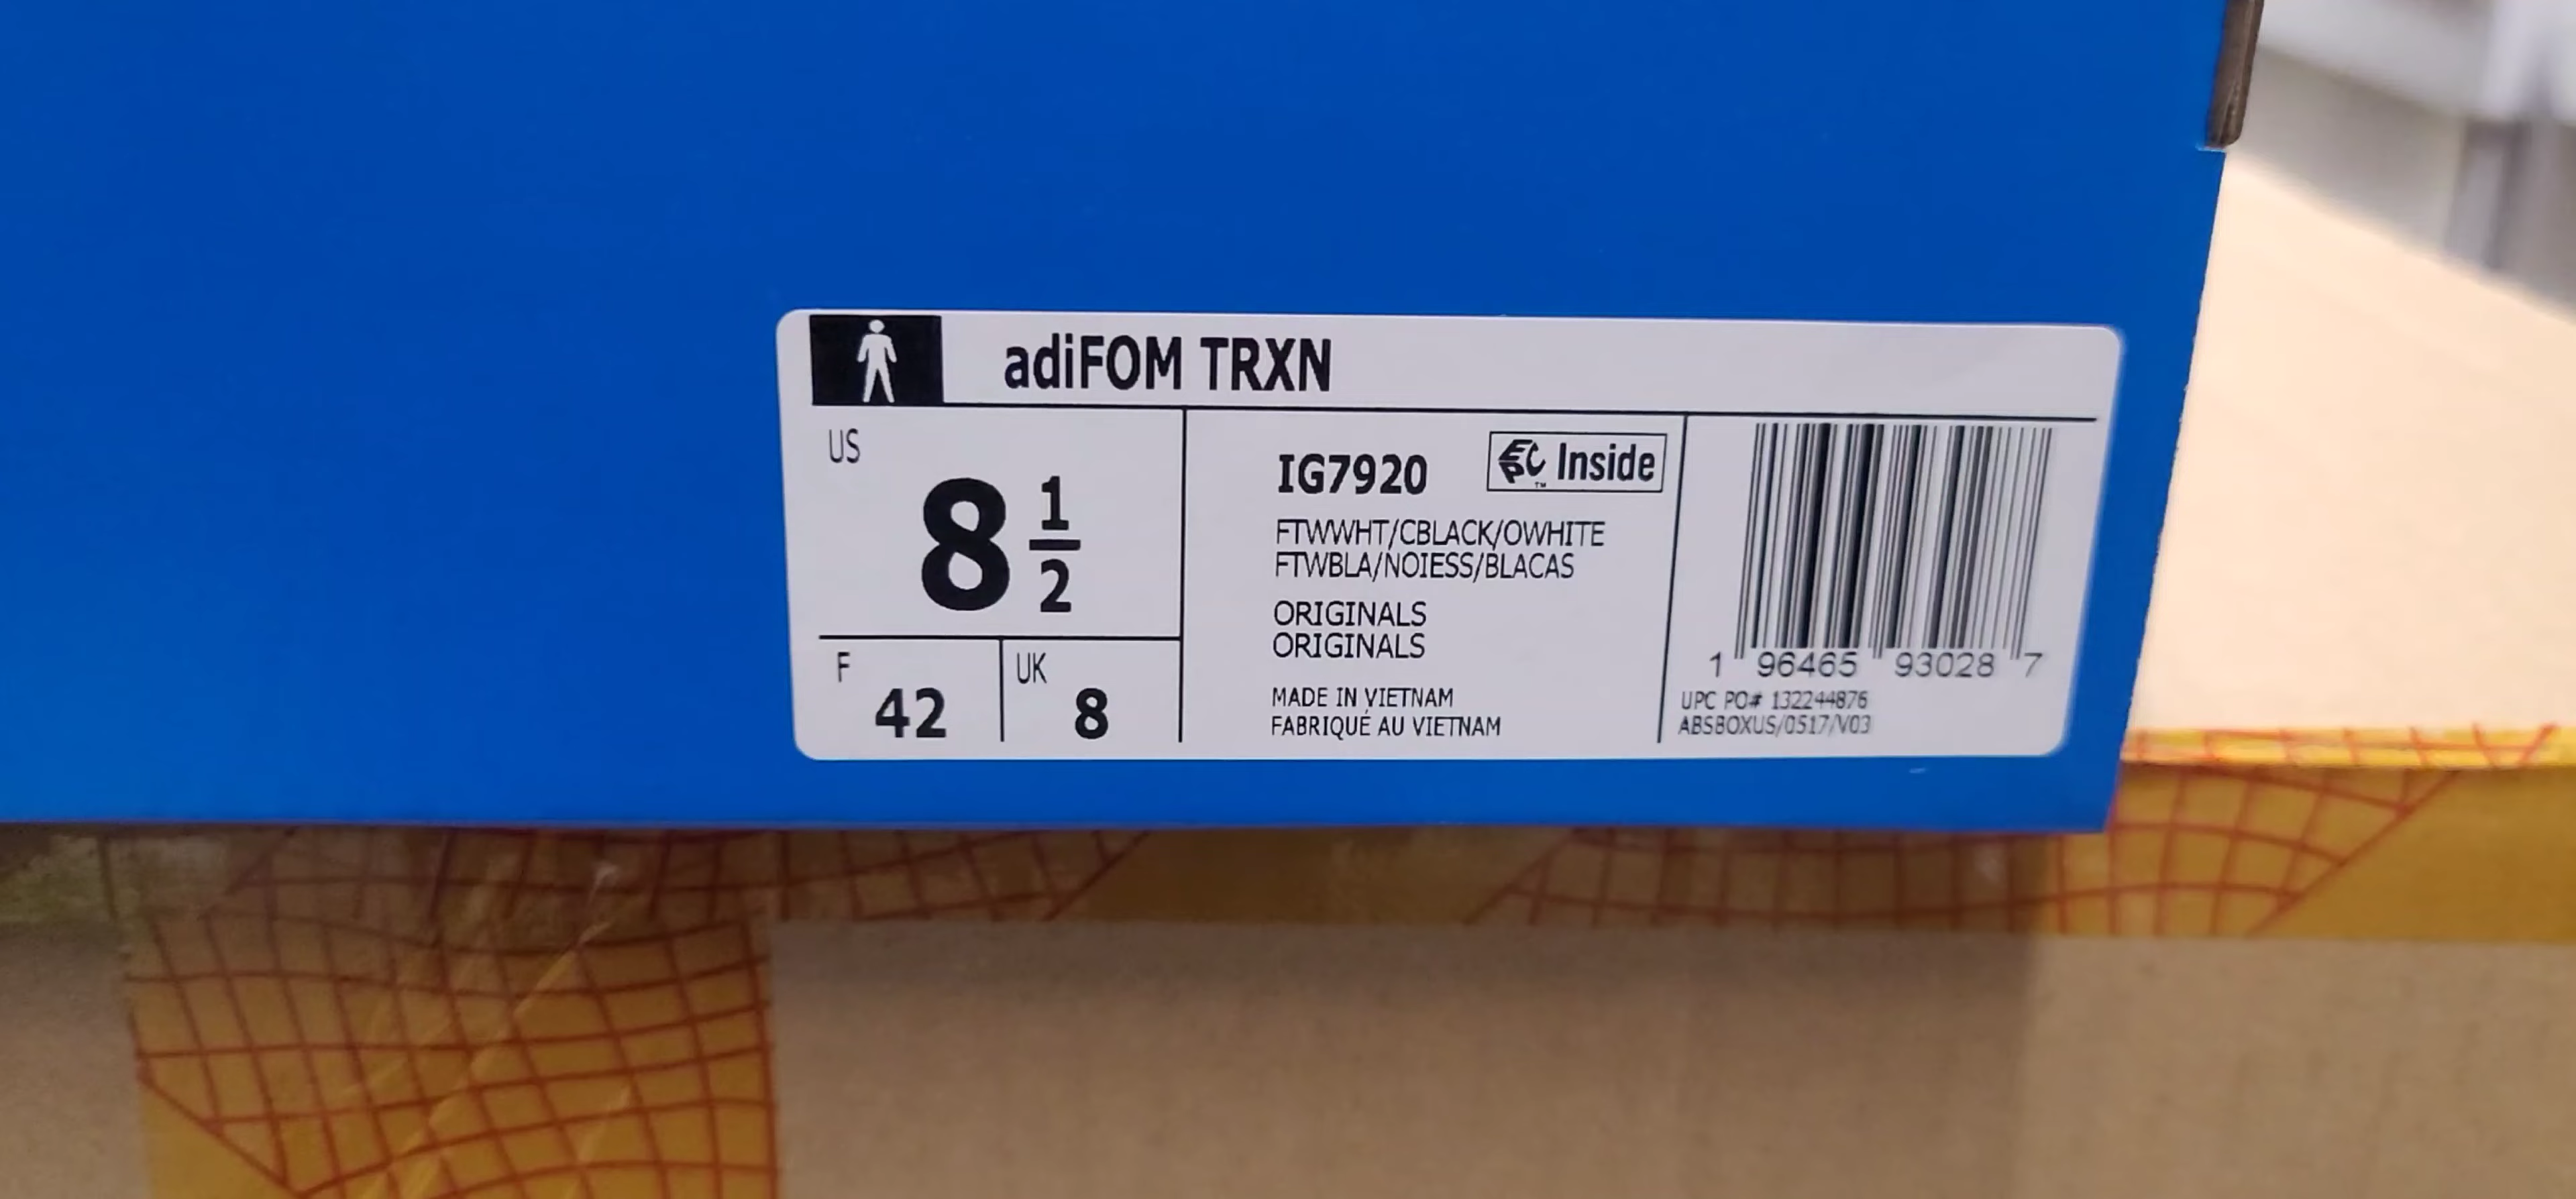 adiFOM TRXN
US
8 1/2
F
42
UK
8
IG7920
EPC™ Inside
FTWWHT/CBLACK/OWHITE
FTWBLA/NOIESS/BLACAS
ORIGINALS
ORIGINALS
MADE IN VIETNAM
FABRIQUÉ AU VIETNAM
1 96465 93028 7
UPC PO# 132244876
ABSBOXUS/0517/V03